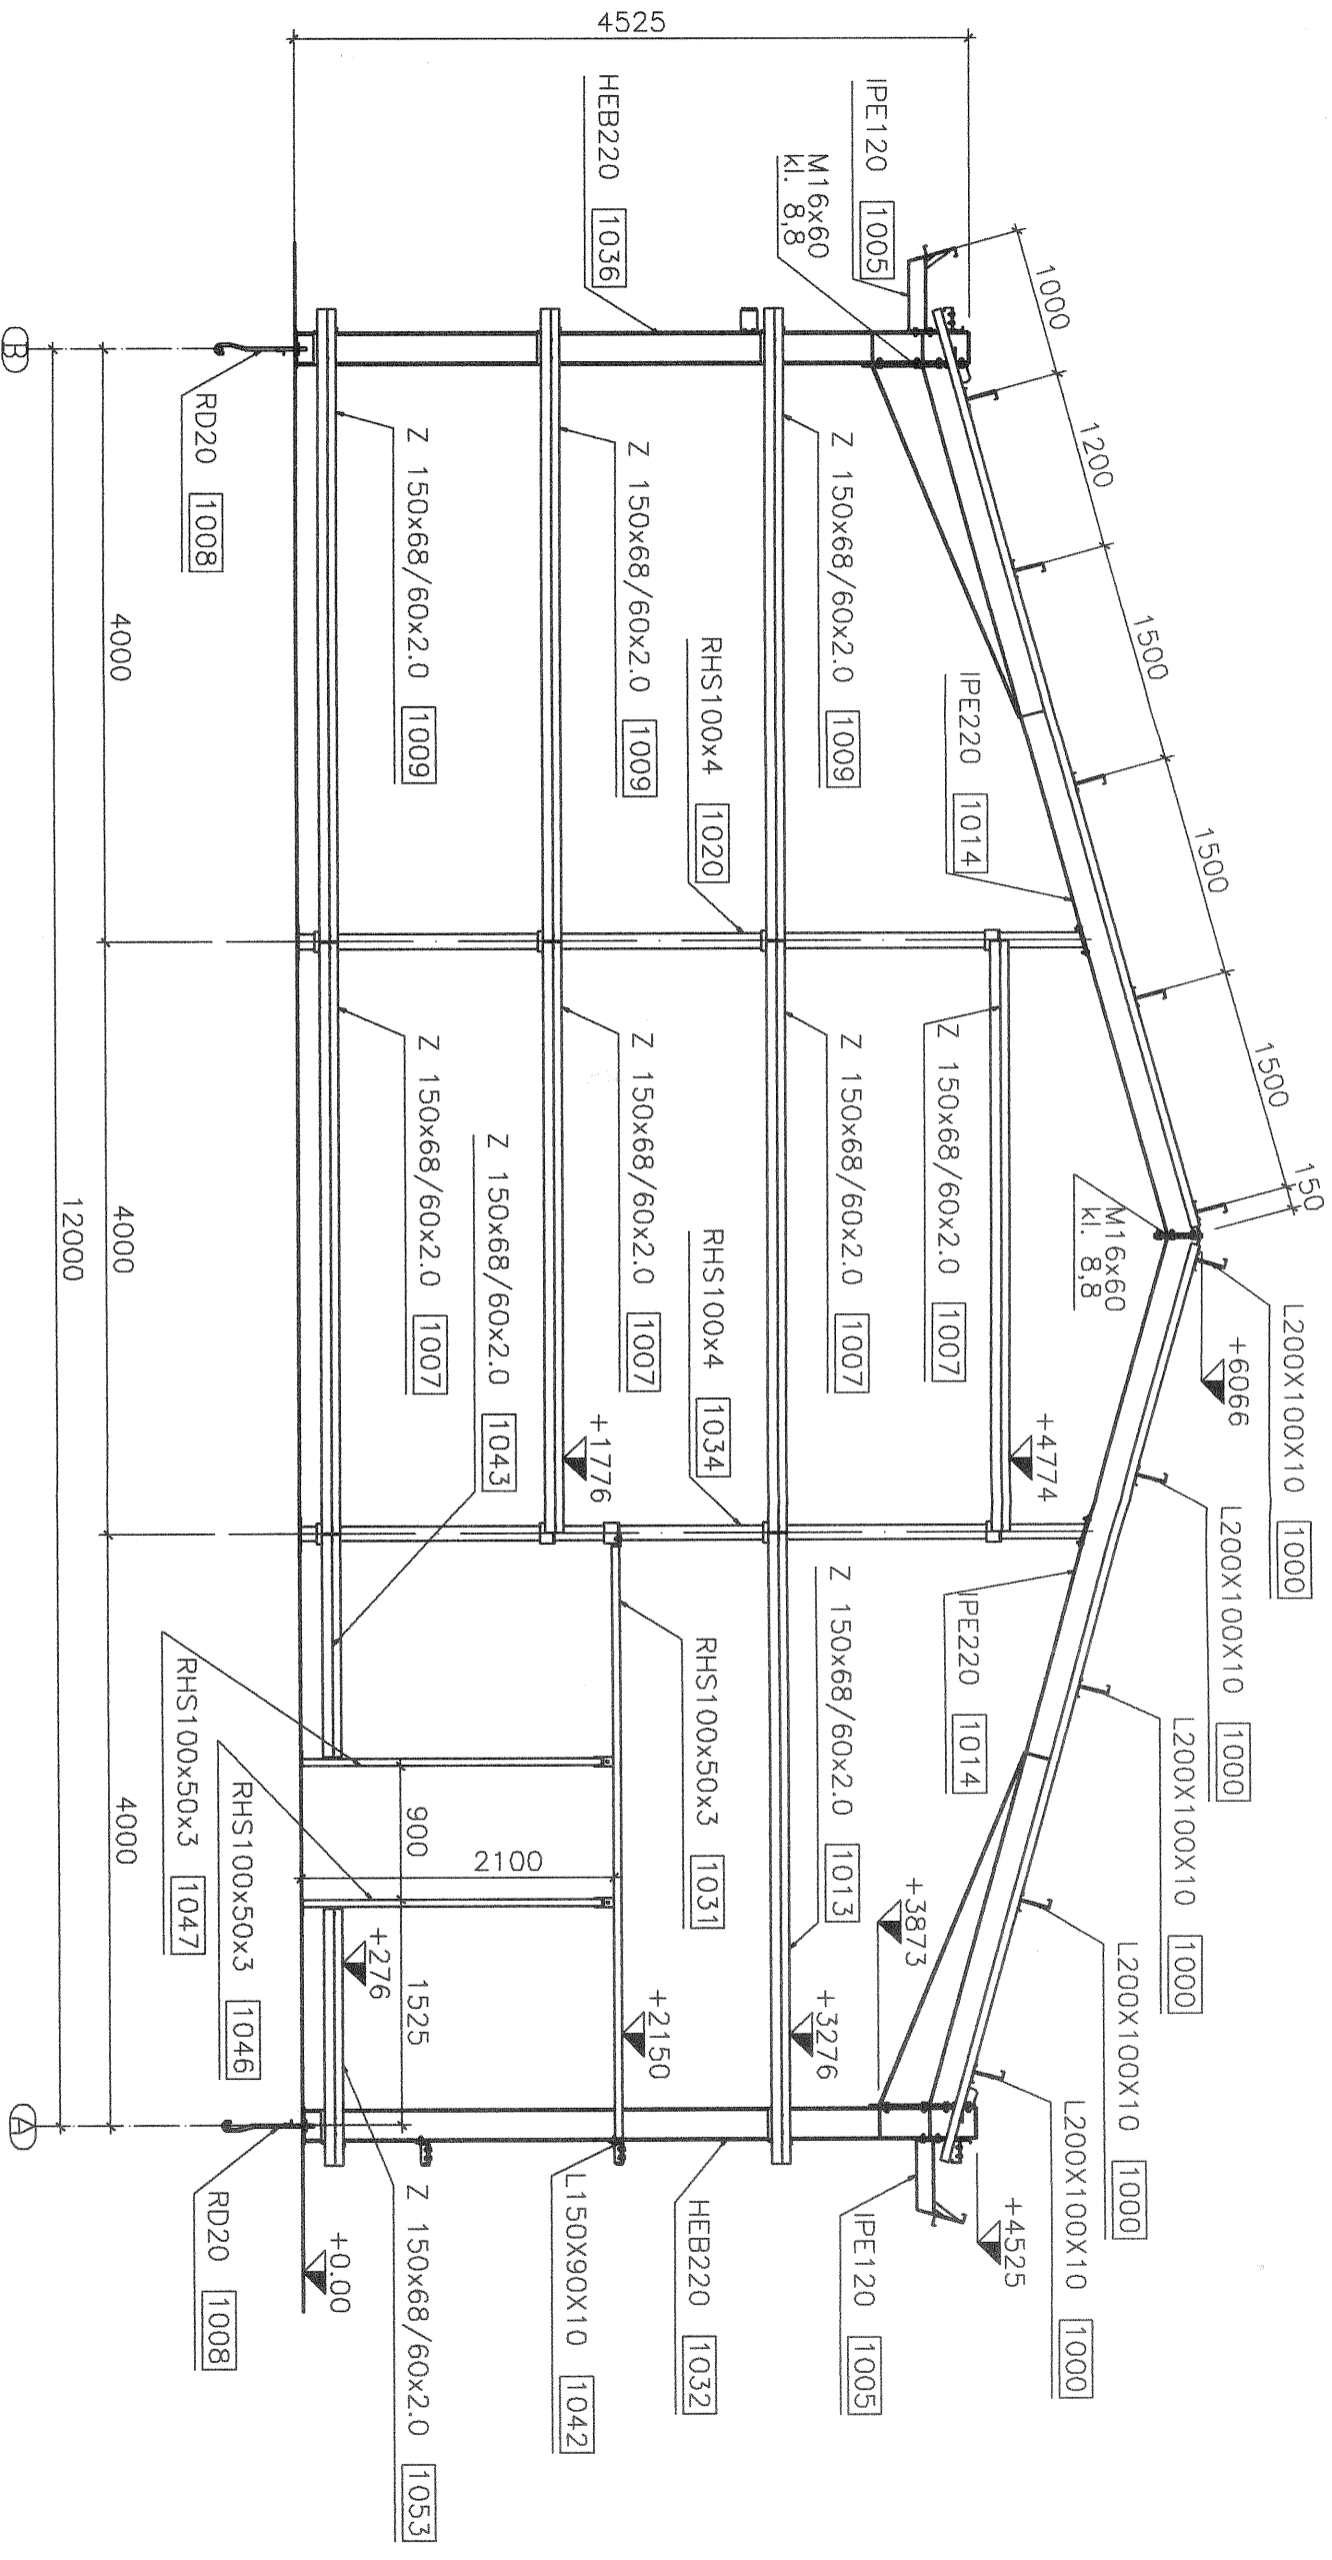 4525
HEB220 1036
IPE120 1005
M16x60
kl. 8,8
1000
1200
1500
1500
1500
150
IPE220 1014
RHS100x4 1020
Z 150x68/60x2.0 1009
Z 150x68/60x2.0 1009
Z 150x68/60x2.0 1009
RD20 1008
B
4000
4000
4000
12000
Z 150x68/60x2.0 1007
Z 150x68/60x2.0 1007
Z 150x68/60x2.0 1007
Z 150x68/60x2.0 1007
Z 150x68/60x2.0 1043
RHS100x4 1034
M16x60
kl. 8,8
+6066
+4774
+1776
L200X100X10 1000
L200X100X10 1000
L200X100X10 1000
L200X100X10 1000
L200X100X10 1000
IPE220 1014
Z 150x68/60x2.0 1013
RHS100x50x3 1031
RHS100x50x3 1047
RHS100x50x3 1046
900
2100
1525
+3873
+3276
+2150
+276
+4525
+0.00
IPE120 1005
HEB220 1032
L150X90X10 1042
Z 150x68/60x2.0 1053
RD20 1008
A